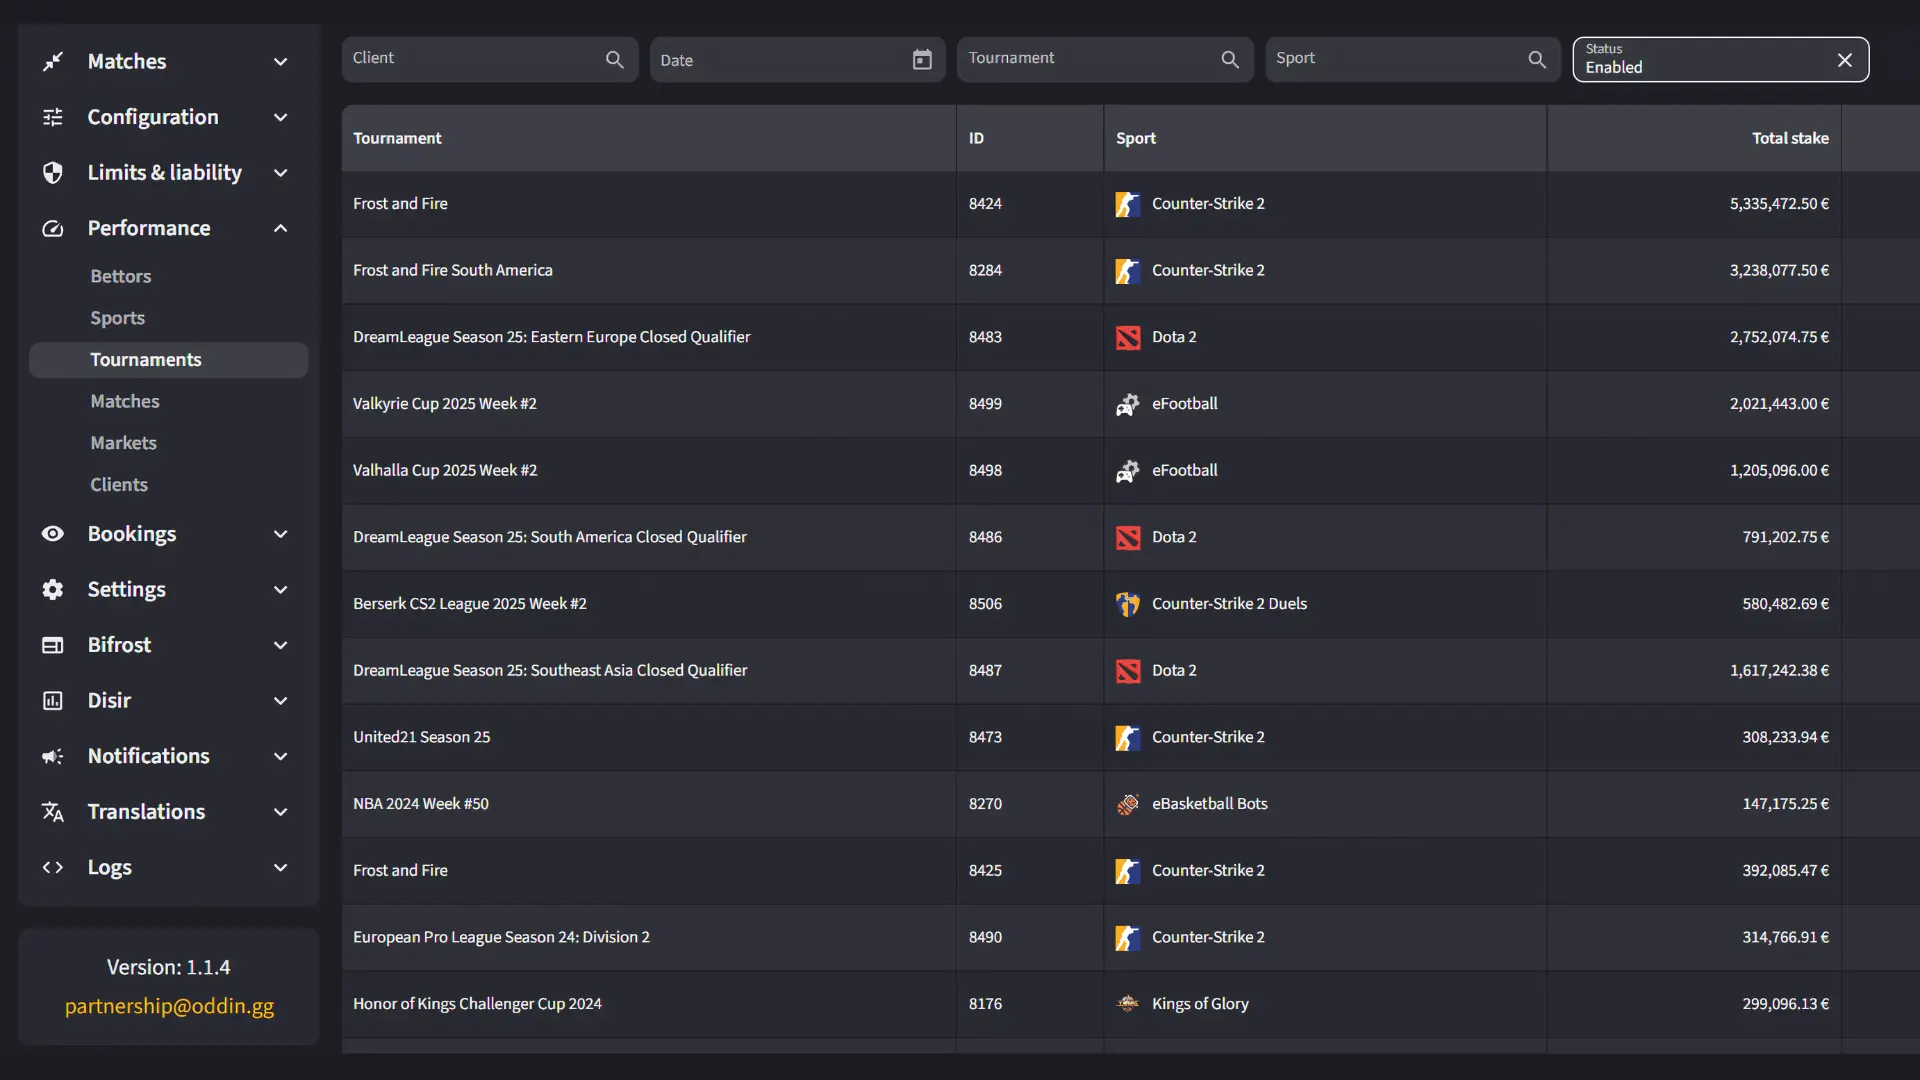 Matches
Configuration
Limits & liability
Performance
Bettors
Sports
Tournaments
Matches
Markets
Clients
Bookings
Settings
Bifrost
Disir
Notifications
Translations
Logs
Version: 1.1.4
partnership@oddin.gg
Client
Date
Tournament
Sport
Status
Enabled
Tournament ID Sport Total stake
Frost and Fire 8424 Counter-Strike 2 5,335,472.50 €
Frost and Fire South America 8284 Counter-Strike 2 3,238,077.50 €
DreamLeague Season 25: Eastern Europe Closed Qualifier 8483 Dota 2 2,752,074.75 €
Valkyrie Cup 2025 Week #2 8499 eFootball 2,021,443.00 €
Valhalla Cup 2025 Week #2 8498 eFootball 1,205,096.00 €
DreamLeague Season 25: South America Closed Qualifier 8486 Dota 2 791,202.75 €
Berserk CS2 League 2025 Week #2 8506 Counter-Strike 2 Duels 580,482.69 €
DreamLeague Season 25: Southeast Asia Closed Qualifier 8487 Dota 2 1,617,242.38 €
United21 Season 25 8473 Counter-Strike 2 308,233.94 €
NBA 2024 Week #50 8270 eBasketball Bots 147,175.25 €
Frost and Fire 8425 Counter-Strike 2 392,085.47 €
European Pro League Season 24: Division 2 8490 Counter-Strike 2 314,766.91 €
Honor of Kings Challenger Cup 2024 8176 Kings of Glory 299,096.13 €